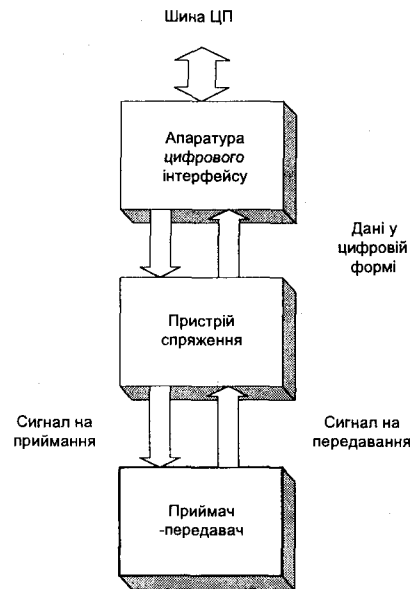 Шина ЦП
Апаратура
цифрового
інтерфейсу
Дані у
цифровій
формі
Пристрій
спряження
Сигнал на
приймання
Сигнал на
передавання
Приймач
-передавач